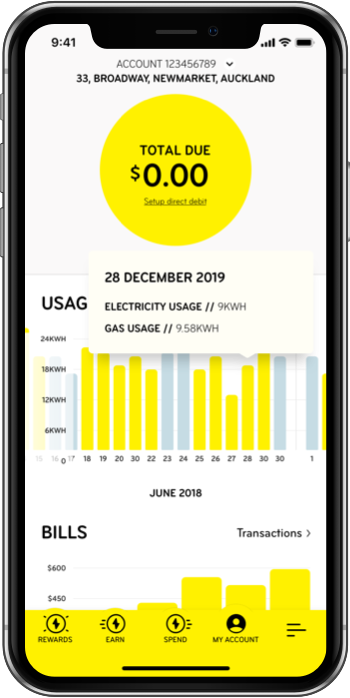 9:41
ACCOUNT 123456789
33, BROADWAY, NEWMARKET, AUCKLAND
TOTAL DUE
$0.00
Setup direct debit
28 DECEMBER 2019
ELECTRICITY USAGE // 9KWH
GAS USAGE // 9.58KWH
USAG
24KWH
18KWH
12KWH
6KWH
0
15 16 17 18 19 20 30 22 23 24 25 26 27 28 30 30 1
JUNE 2018
BILLS
Transactions >
$600
$450
REWARDS
EARN
SPEND
MY ACCOUNT